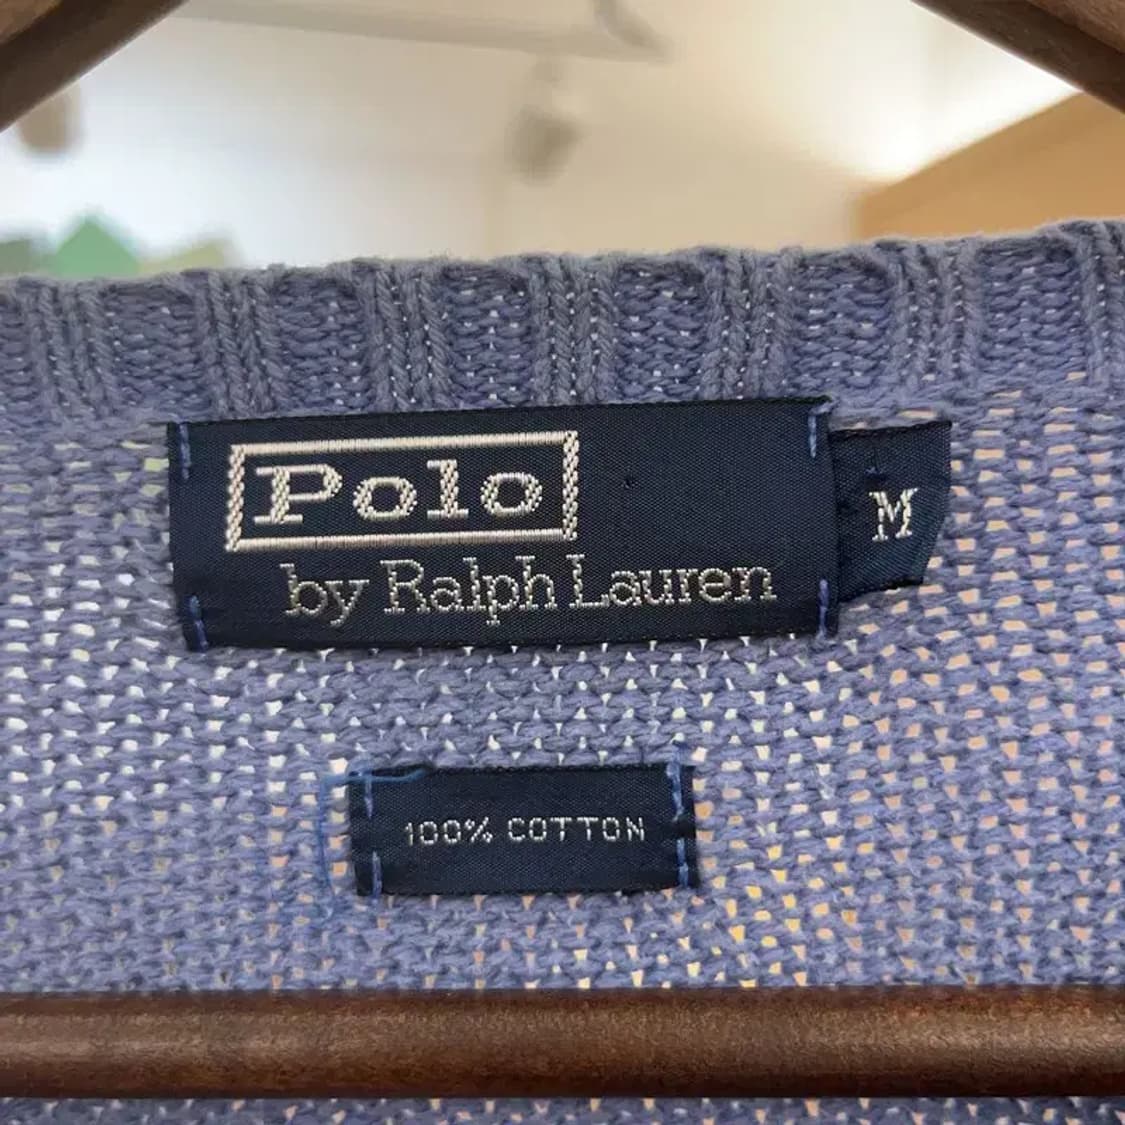 Polo
by Ralph Lauren
M
100% COTTON